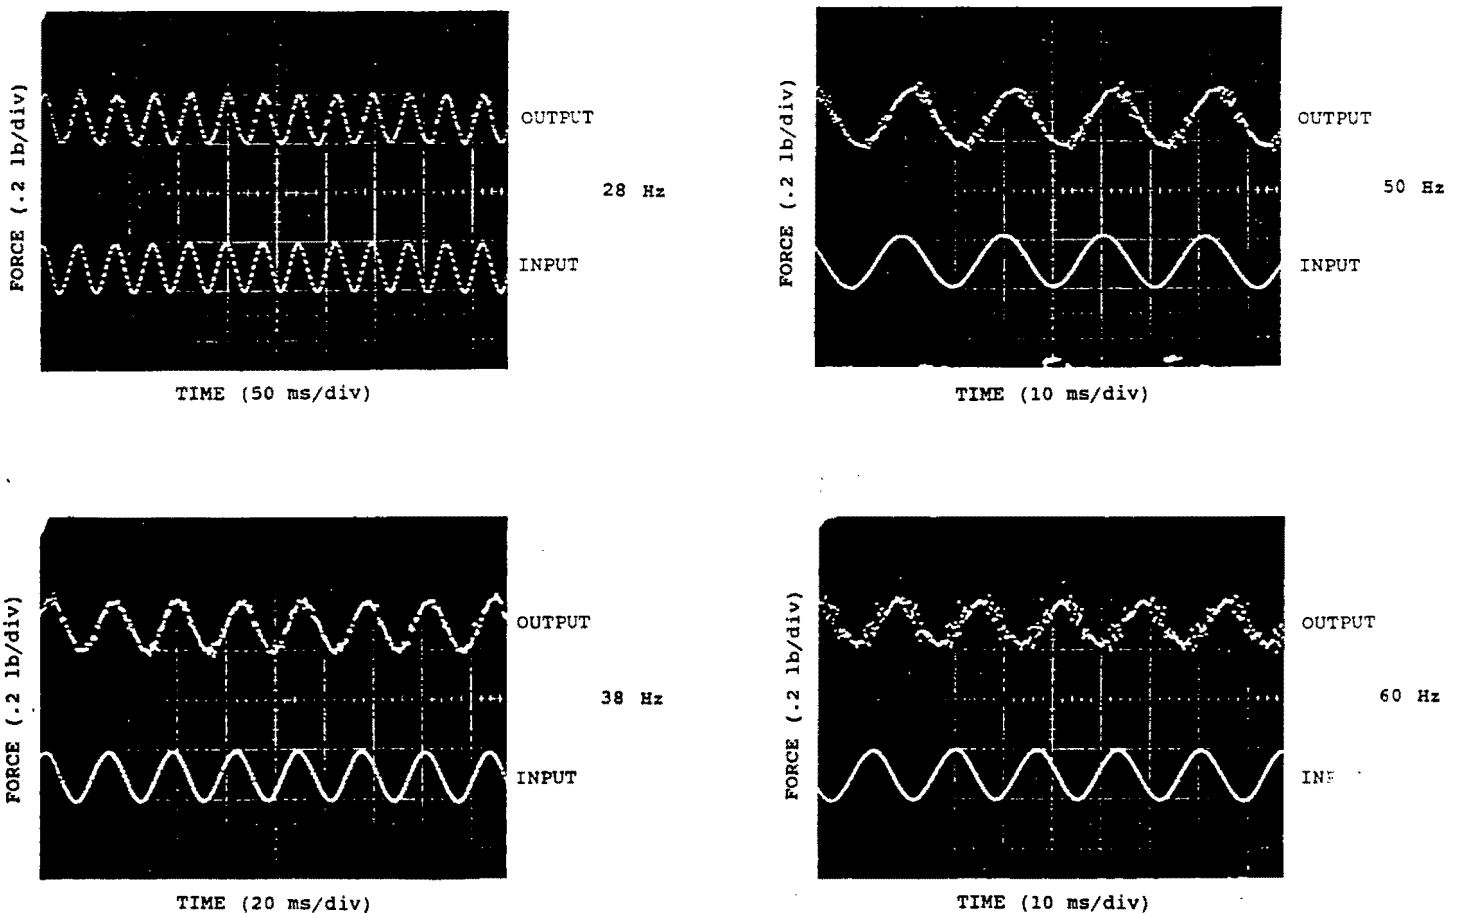 FORCE (.2 lb/div)
OUTPUT
28 Hz
INPUT
TIME (50 ms/div)
FORCE (.2 lb/div)
OUTPUT
50 Hz
INPUT
TIME (10 ms/div)
FORCE (.2 lb/div)
OUTPUT
38 Hz
INPUT
TIME (20 ms/div)
FORCE (.2 lb/div)
OUTPUT
60 Hz
TIME (10 ms/div)